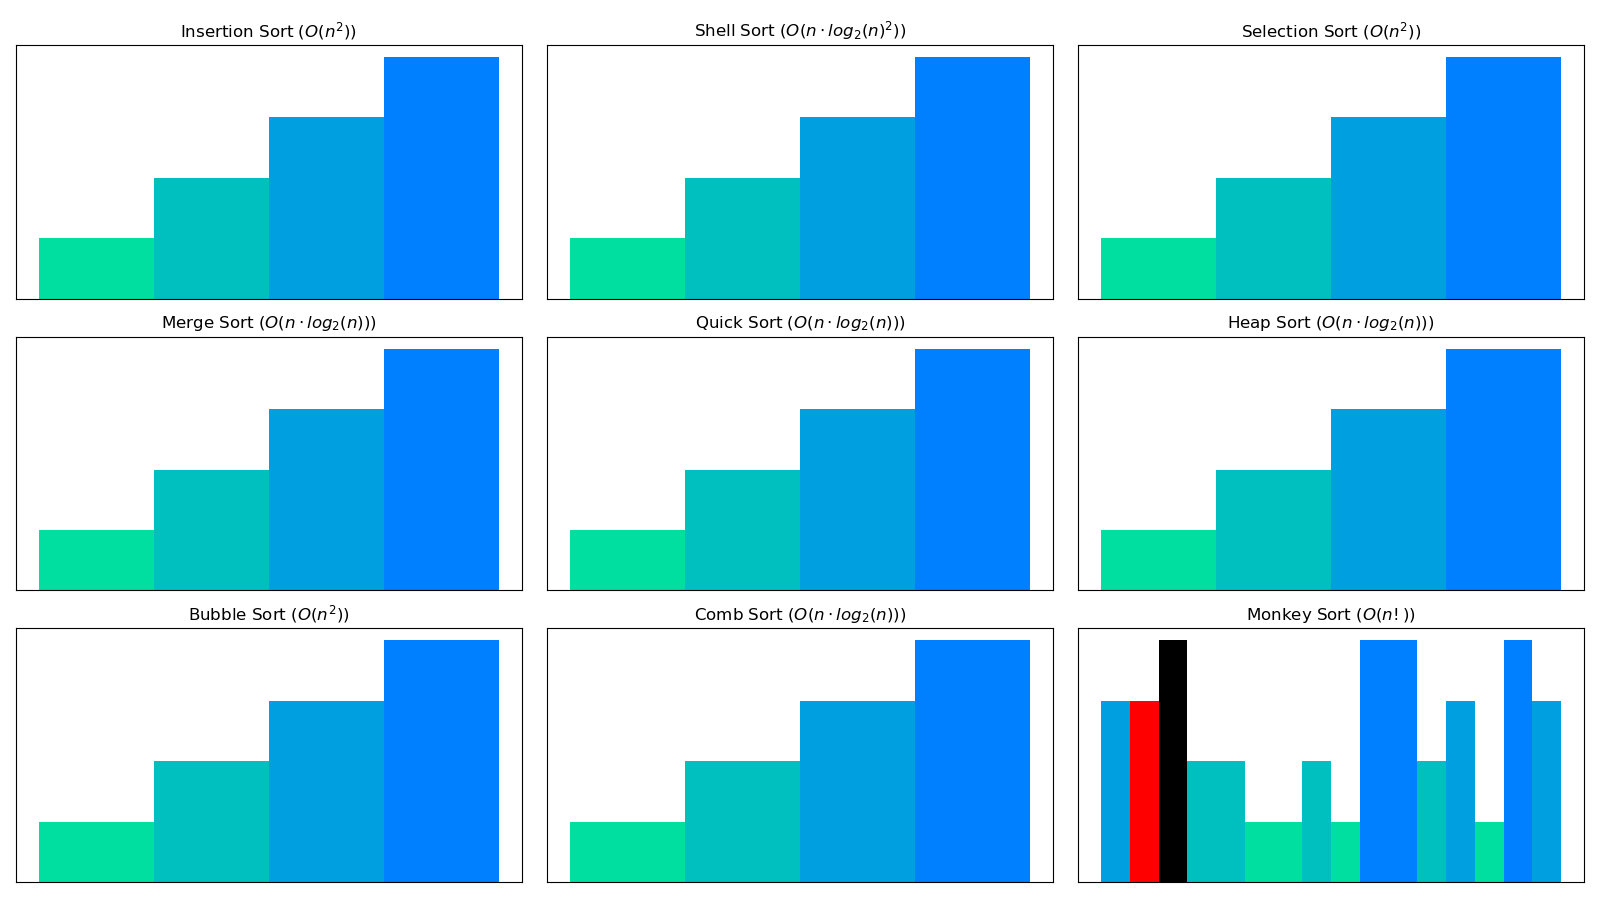 Insertion Sort (O(n²))
Shell Sort (O(n · log₂(n)²))
Selection Sort (O(n²))
Merge Sort (O(n · log₂(n)))
Quick Sort (O(n · log₂(n)))
Heap Sort (O(n · log₂(n)))
Bubble Sort (O(n²))
Comb Sort (O(n · log₂(n)))
Monkey Sort (O(n!))